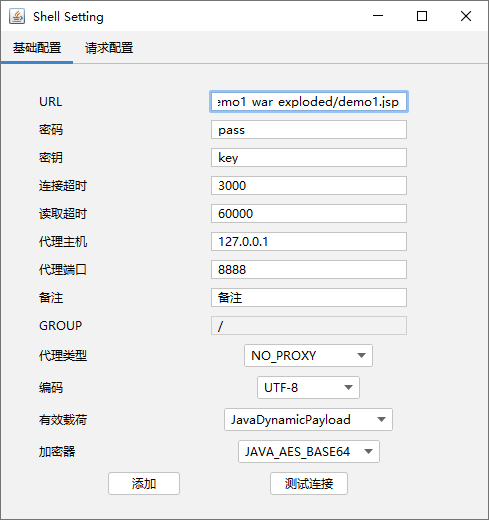 Shell Setting
基础配置 请求配置
URL emo1 war exploded/demo1.jsp
密码 pass
密钥 key
连接超时 3000
读取超时 60000
代理主机 127.0.0.1
代理端口 8888
备注 备注
GROUP /
代理类型 NO_PROXY
编码 UTF-8
有效载荷 JavaDynamicPayload
加密器 JAVA_AES_BASE64
添加 测试连接